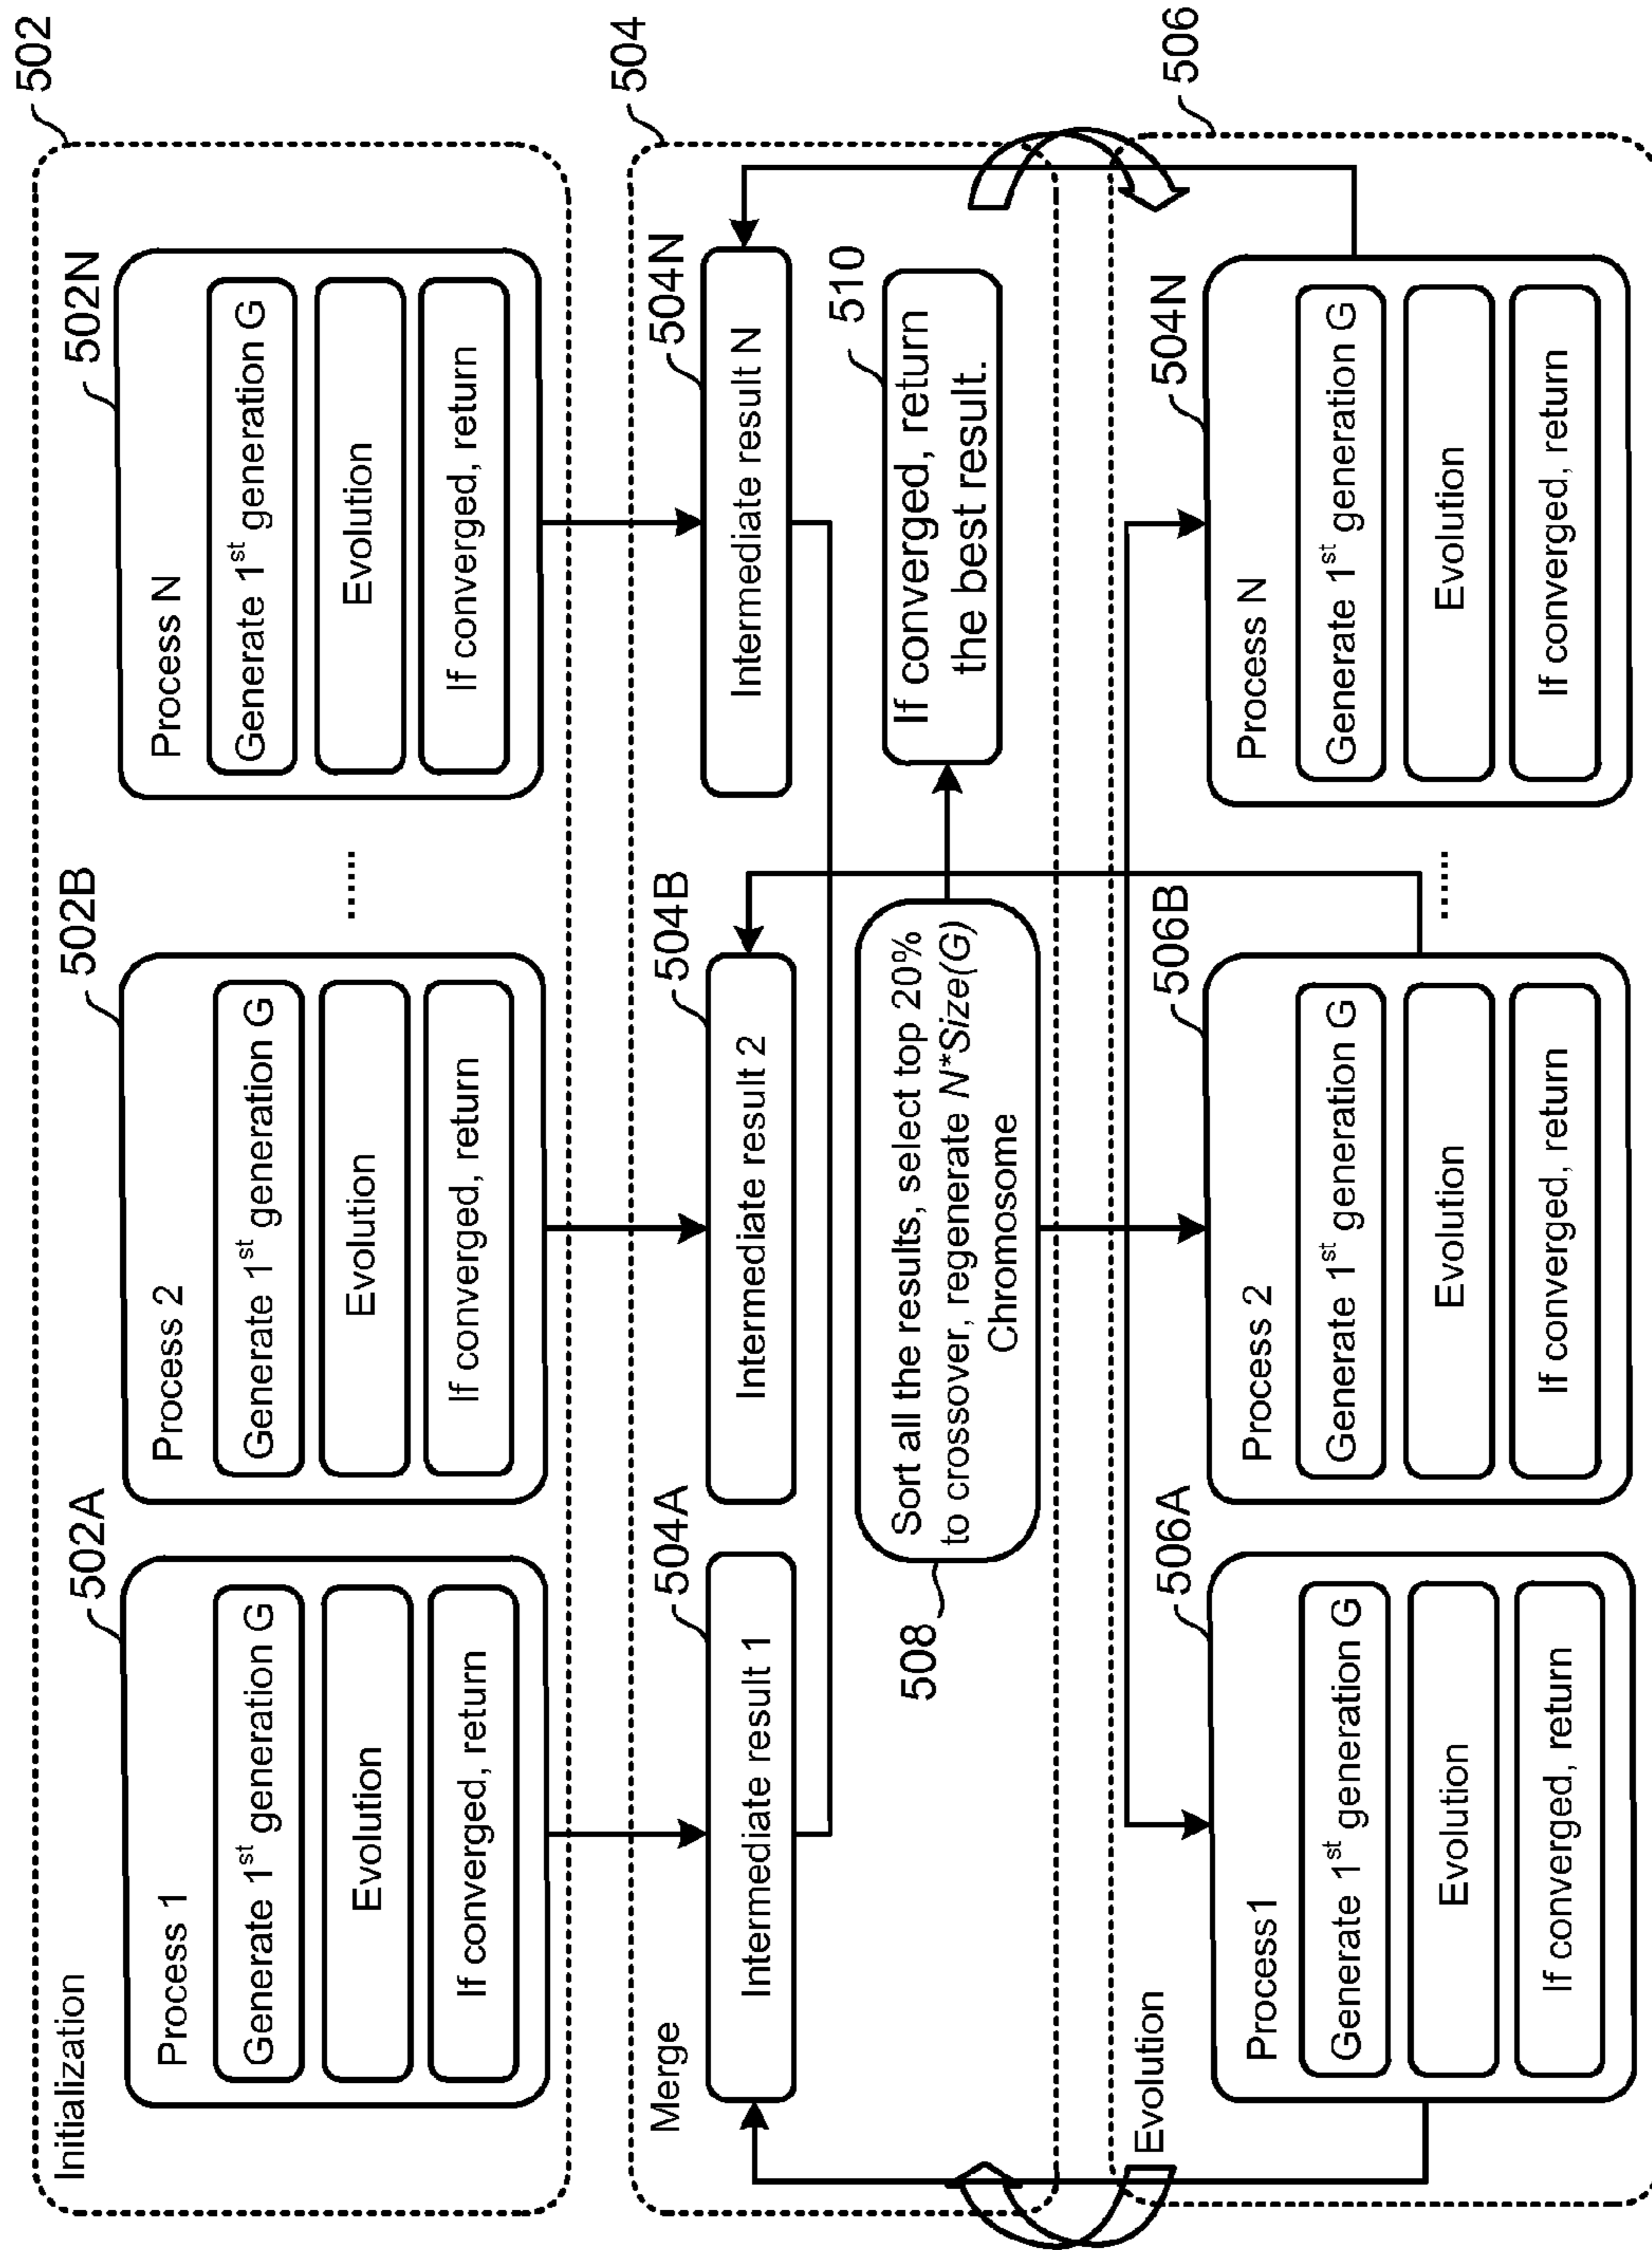 502
Initialization
502A
Process 1
Generate 1st generation G
Evolution
If converged, return
502B
Process 2
Generate 1st generation G
Evolution
If converged, return
......
502N
Process N
Generate 1st generation G
Evolution
If converged, return
504
Merge
504A
Intermediate result 1
504B
Intermediate result 2
504N
Intermediate result N
508
Sort all the results, select top 20%
to crossover, regenerate N*Size(G)
Chromosome
510
If converged, return
the best result.
506
Evolution
506A
Process1
Generate 1st generation G
Evolution
If converged, return
506B
Process 2
Generate 1st generation G
Evolution
If converged, return
......
504N
Process N
Generate 1st generation G
Evolution
If converged, return